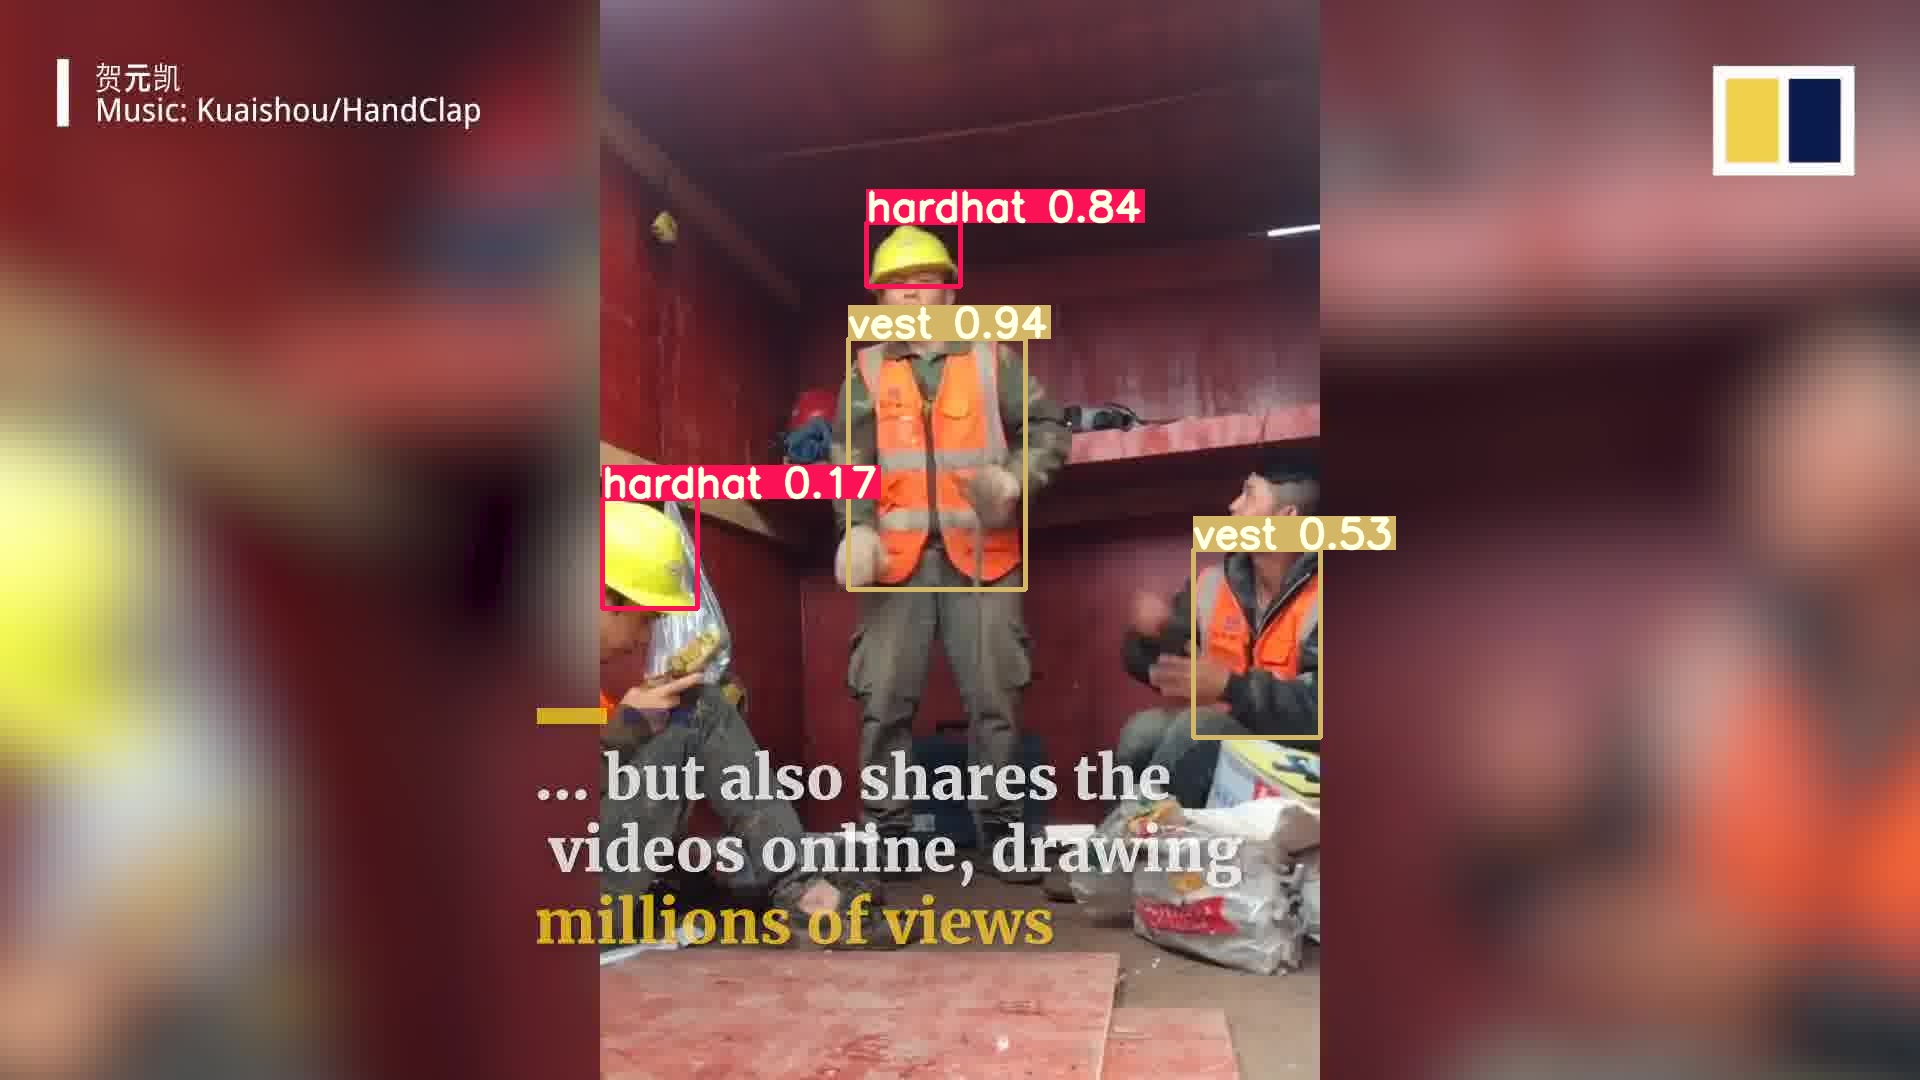 贺元凯
Music: Kuaishou/HandClap
hardhat 0.84
vest 0.94
hardhat 0.17
vest 0.53
... but also shares the
videos online, drawing
millions of views